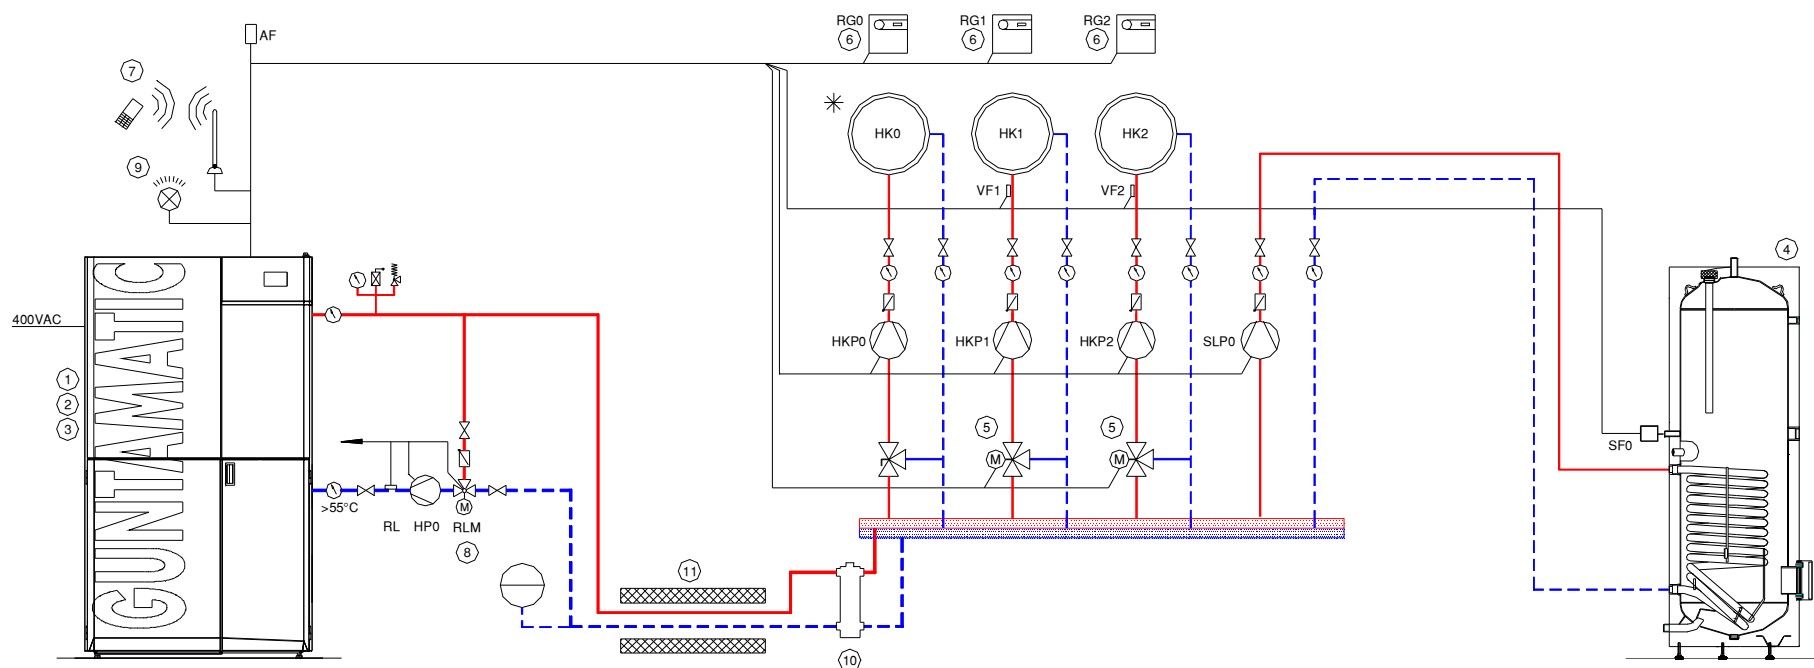 RG0
RG1
RG2
6
6
6
AF
7
HK0
HK1
HK2
9
VF1
VF2
4
GUNTAMATIC
400VAC
HKP0
HKP1
HKP2
SLP0
1
2
3
5
5
SF0
M
M
>55°C
M
RL
HP0
RLM
8
11
10